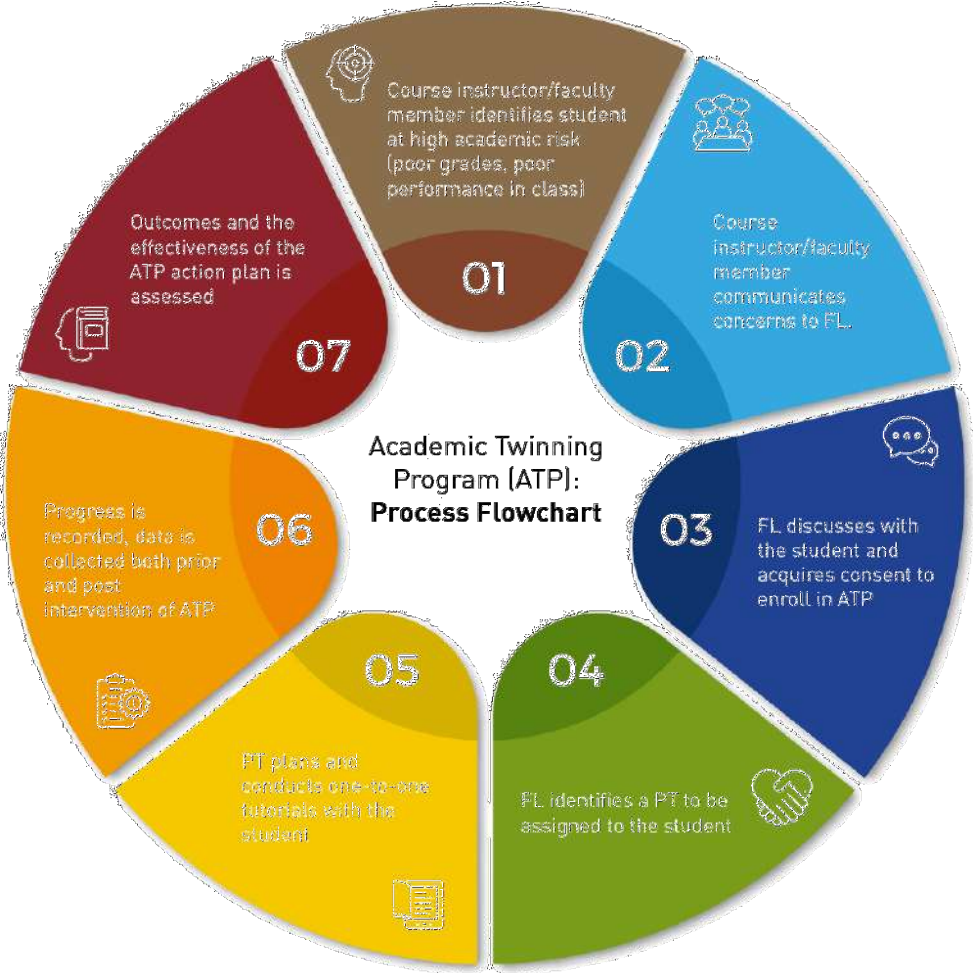 Academic Twinning
Program (ATP):
Process Flowchart
01
Course instructor/faculty
member identifies student
at high academic risk
(poor grades, poor
performance in class)
02
Course
instructor/faculty
member
communicates
concerns to FL.
03
FL discusses with
the student and
acquires consent to
enroll in ATP
04
FL identifies a PT to be
assigned to the student
05
PT plans and
conducts one-to-one
tutorials with the
student
06
Progress is
recorded, data is
collected both prior
and post
intervention of ATP
07
Outcomes and the
effectiveness of the
ATP action plan is
assessed